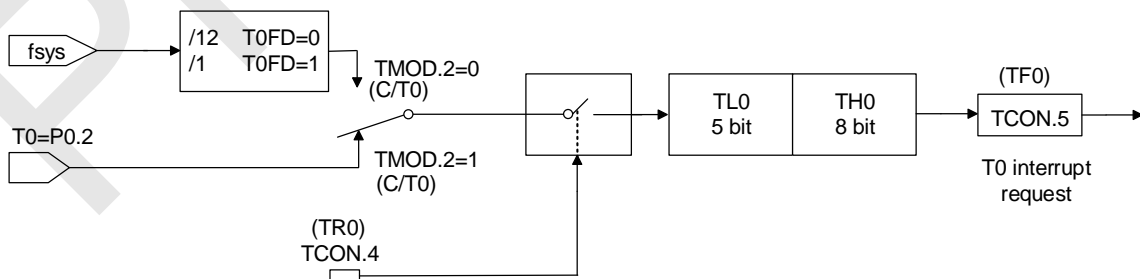 fsys
/12 T0FD=0
/1 T0FD=1
TMOD.2=0
(C/T0)
T0=P0.2
TMOD.2=1
(C/T0)
(TR0)
TCON.4
TL0
5 bit
TH0
8 bit
(TF0)
TCON.5
T0 interrupt
request